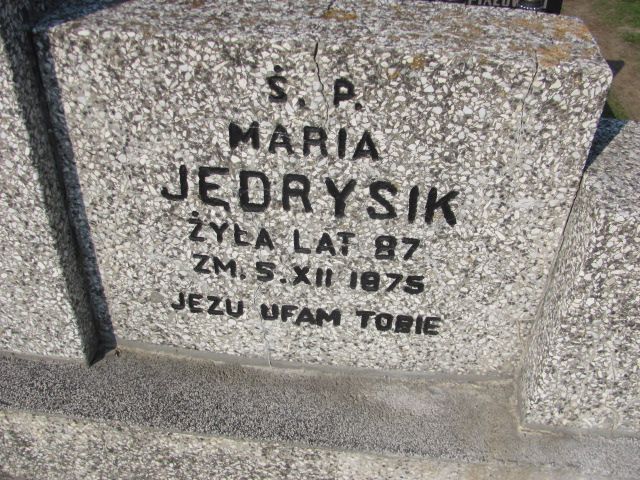 Ś. P.
MARIA
JĘDRYSIK
ŻYŁA LAT 87
ZM. 5.XII 1975
JEZU UFAM TOBIE